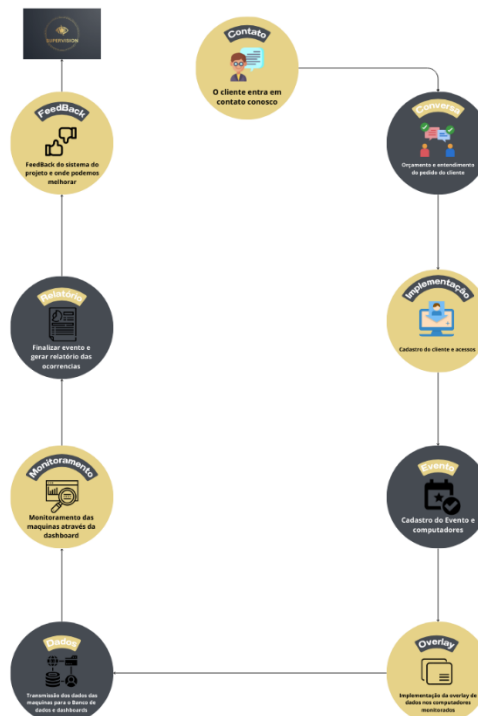 SUPERVISION
Contato
O cliente entra em
contato conosco
Conversa
Orçamento e entendimento
do pedido do cliente
Implementação
Cadastro do cliente e acessos
Evento
Cadastro do Evento e
computadores
Overlay
Implementação da overlay de
dados nos computadores
monitorados
Dados
Transmissão dos dados das
maquinas para o Banco de
dados e dashboards
Monitoramento
Monitoramento das
maquinas através da
dashboard
Relatório
Finalizar evento e
gerar relatório das
ocorrencias
FeedBack
FeedBack do sistema do
projeto e onde podemos
melhorar